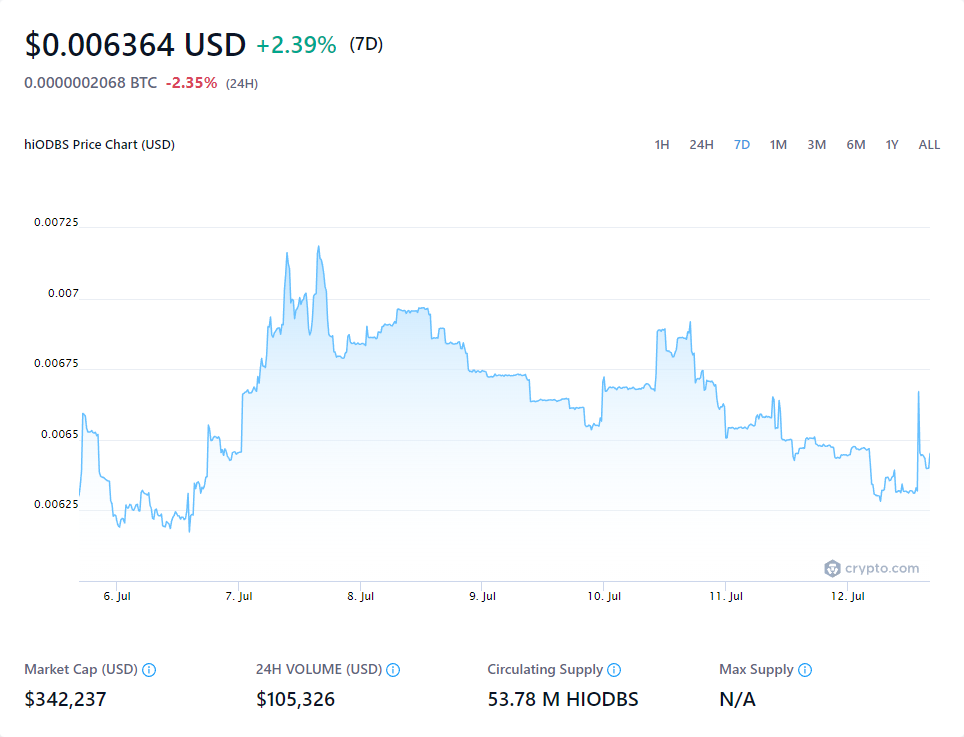 $0.006364 USD +2.39% (7D)
0.0000002068 BTC -2.35% (24H)
hiODBS Price Chart (USD)
1H 24H 7D 1M 3M 6M 1Y ALL
0.00725
0.007
0.00675
0.0065
0.00625
crypto.com
6. Jul 7. Jul 8. Jul 9. Jul 10. Jul 11. Jul 12. Jul
Market Cap (USD) 24H VOLUME (USD) Circulating Supply Max Supply
$342,237 $105,326 53.78 M HIODBS N/A